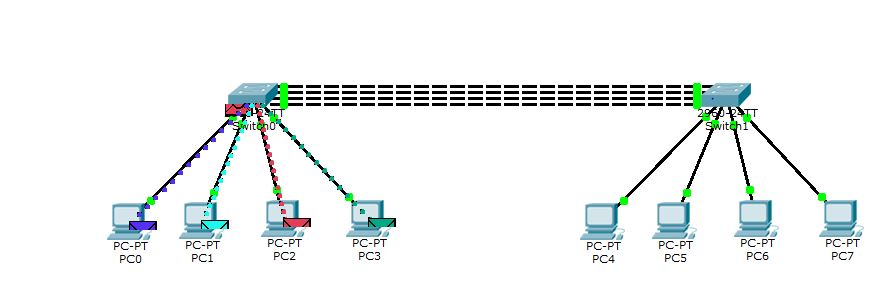 Switch0
2960-24TT
Switch1
PC-PT
PC0
PC-PT
PC1
PC-PT
PC2
PC-PT
PC3
PC-PT
PC4
PC-PT
PC5
PC-PT
PC6
PC-PT
PC7